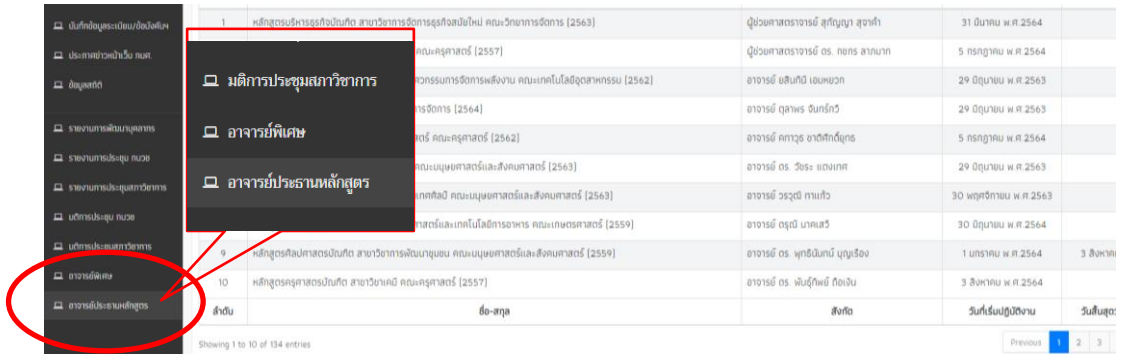 บันทึกข้อมูลระเบียบ/ข้อบังคับฯ
ประกาศข่าวหน้าเว็บ กบศ.
ข้อมูลสถิติ
รายงานการพัฒนาบุคลากร
รายงานการประชุม กบวช
รายงานการประชุมสภาวิชาการ
มติการประชุม กบวช
มติการประชุมสภาวิชาการ
อาจารย์พิเศษ
อาจารย์ประธานหลักสูตร
มติการประชุมสภาวิชาการ
อาจารย์พิเศษ
อาจารย์ประธานหลักสูตร
1 หลักสูตรบริหารธุรกิจบัณฑิต สาขาวิชาการจัดการธุรกิจสมัยใหม่ คณะวิทยาการจัดการ (2563) ผู้ช่วยศาสตราจารย์ สุกัญญา สุจาคำ 31 มีนาคม พ.ศ.2564
คณะครุศาสตร์ (2557) ผู้ช่วยศาสตราจารย์ ดร. กชกร ลาภมาก 5 กรกฎาคม พ.ศ.2564
วกรรมการจัดการพลังงาน คณะเทคโนโลยีอุตสาหกรรม (2562) อาจารย์ ยสินทินี เอมหยวก 29 มิถุนายน พ.ศ.2563
ารจัดการ (2564) อาจารย์ ตุลาพร จันทร์กวี 29 มิถุนายน พ.ศ.2563
ตร์ คณะครุศาสตร์ (2562) อาจารย์ คทาวุธ ชาติศักดิ์ยุทธ 5 กรกฎาคม พ.ศ.2564
คณะมนุษยศาสตร์และสังคมศาสตร์ (2563) อาจารย์ ดร. วัชระ แตงเทศ 29 มิถุนายน พ.ศ.2563
เทศศิลป์ คณะมนุษยศาสตร์และสังคมศาสตร์ (2563) อาจารย์ วรวุฒิ ทาแก้ว 30 พฤศจิกายน พ.ศ.2563
าสตร์และเทคโนโลยีการอาหาร คณะเกษตรศาสตร์ (2559) อาจารย์ ดรุณี นาคเสวี 30 มิถุนายน พ.ศ.2564
9 หลักสูตรศิลปศาสตรบัณฑิต สาขาวิชาการพัฒนาชุมชน คณะมนุษยศาสตร์และสังคมศาสตร์ (2559) อาจารย์ ดร. พุทธินันทน์ บุญเรือง 1 มกราคม พ.ศ.2564 3 สิงหาคม
10 หลักสูตรครุศาสตรบัณฑิต สาขาวิชาเคมี คณะครุศาสตร์ (2557) อาจารย์ ดร. พันธุ์ทิพย์ ถือเงิน 3 สิงหาคม พ.ศ.2564
ลำดับ ชื่อ-สกุล สังกัด วันที่เริ่มปฏิบัติงาน วันสิ้นสุด
Showing 1 to 10 of 134 entries Previous 1 2 3